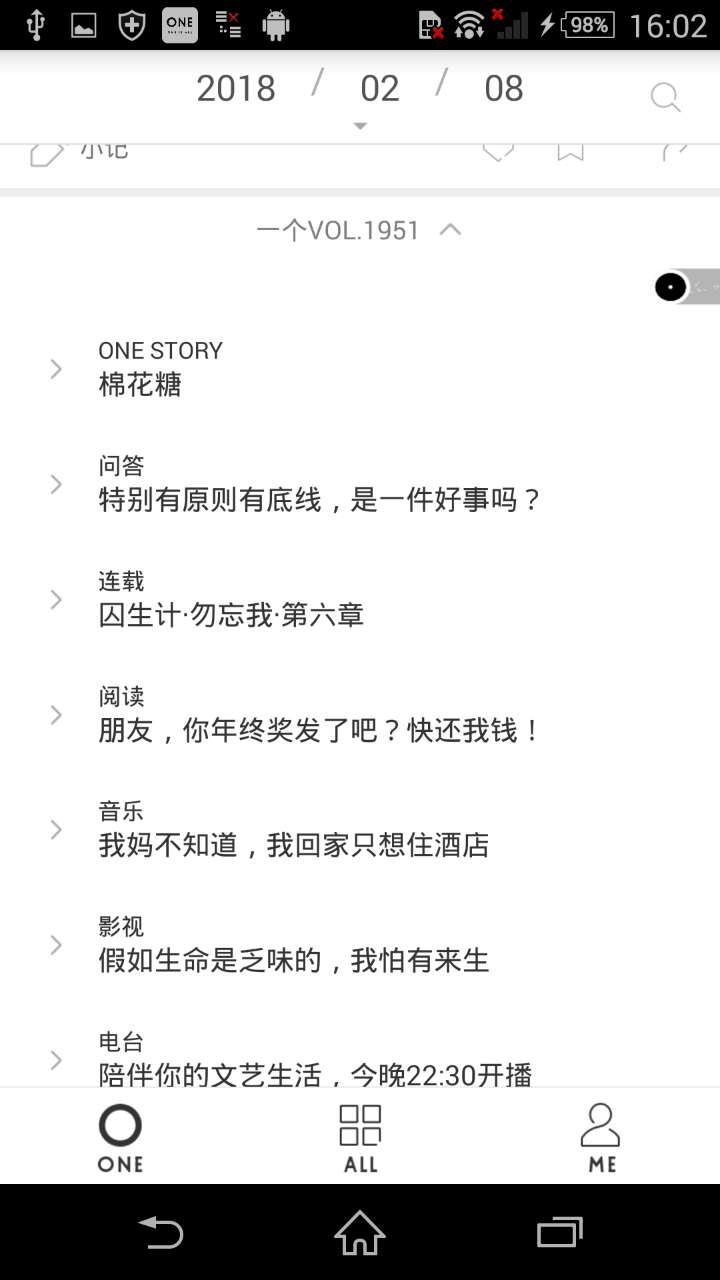 ONE
98%
16:02
2018 / 02 / 08
小记
一个VOL.1951
ONE STORY
棉花糖
问答
特别有原则有底线，是一件好事吗？
连载
囚生计·勿忘我·第六章
阅读
朋友，你年终奖发了吧？快还我钱！
音乐
我妈不知道，我回家只想住酒店
影视
假如生命是乏味的，我怕有来生
电台
陪伴你的文艺生活，今晚22:30开播
ONE
ALL
ME